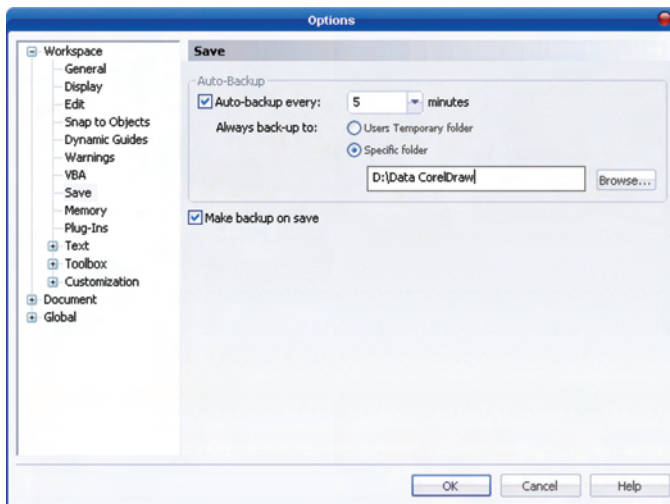 Options
Workspace
General
Display
Edit
Snap to Objects
Dynamic Guides
Warnings
VBA
Save
Memory
Plug-Ins
Text
Toolbox
Customization
Document
Global
Save
Auto-Backup
Auto-backup every: 5 minutes
Always back-up to: Users Temporary folder
Specific folder
D:\Data CorelDraw
Browse...
Make backup on save
OK Cancel Help